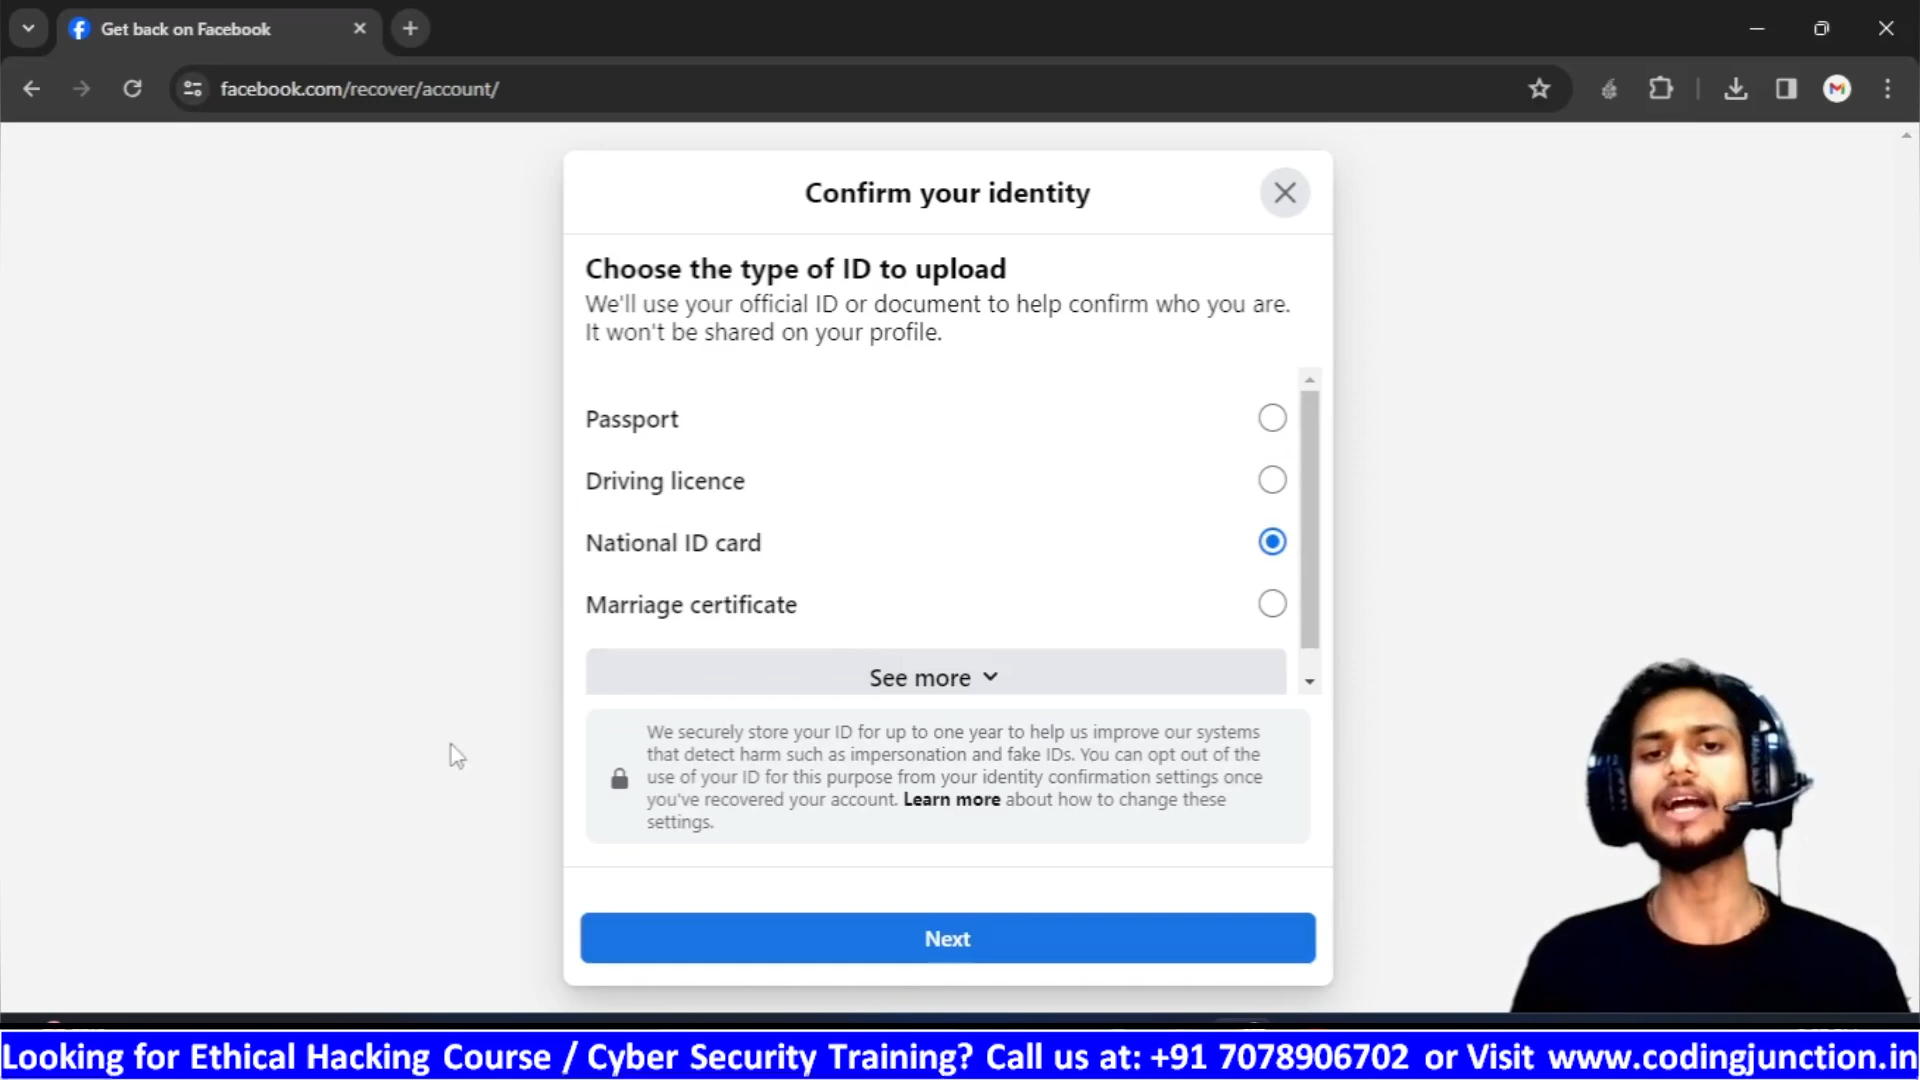 Get back on Facebook
facebook.com/recover/account/
Confirm your identity
Choose the type of ID to upload
We'll use your official ID or document to help confirm who you are.
It won't be shared on your profile.
Passport
Driving licence
National ID card
Marriage certificate
See more
We securely store your ID for up to one year to help us improve our systems
that detect harm such as impersonation and fake IDs. You can opt out of the
use of your ID for this purpose from your identity confirmation settings once
you've recovered your account. Learn more about how to change these
settings.
Next
Looking for Ethical Hacking Course / Cyber Security Training? Call us at: +91 7078906702 or Visit www.codingjunction.in